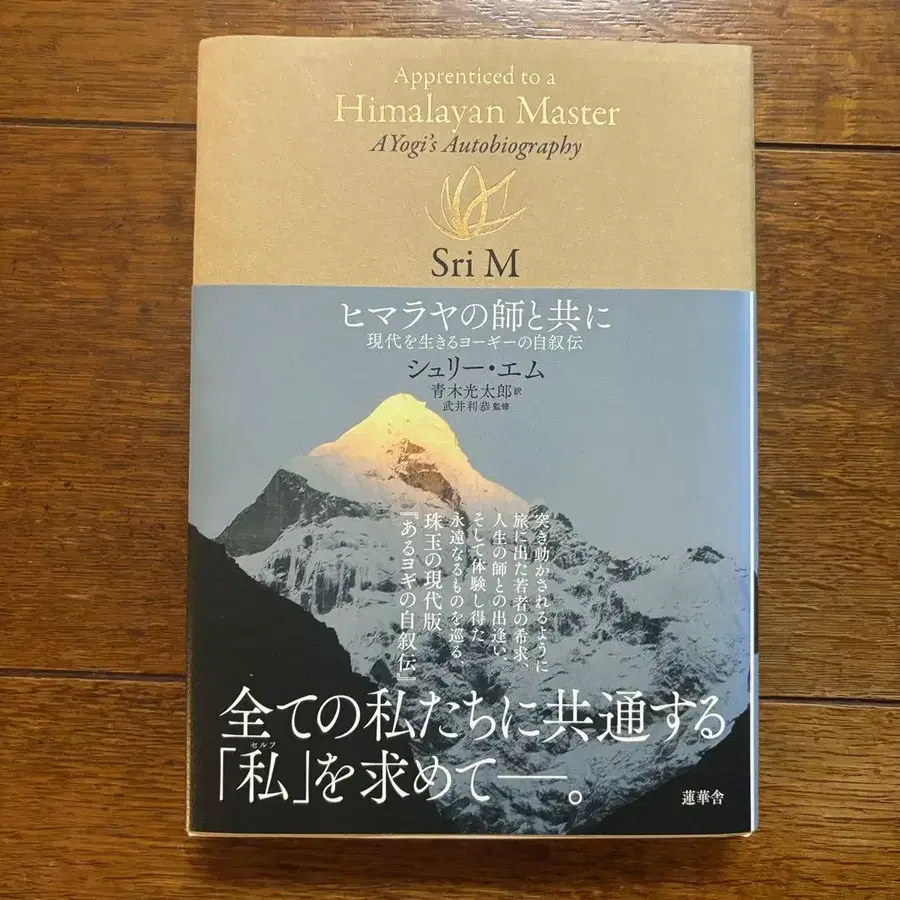 Apprenticed to a
Himalayan Master
A Yogi's Autobiography
Sri M
ヒマラヤの師と共に
現代を生きるヨーギーの自叙伝
シュリー・エム
青木光太郎 訳
武井利恭 監修
突き動かされるように
旅に出た若者の希求、
人生の師との出逢い、
そして体験し得た
永遠なるものを巡る、
珠玉の現代版
『あるヨギの自叙伝』
全ての私たちに共通する
セルフ
「私」を求めて──。
蓮華舎